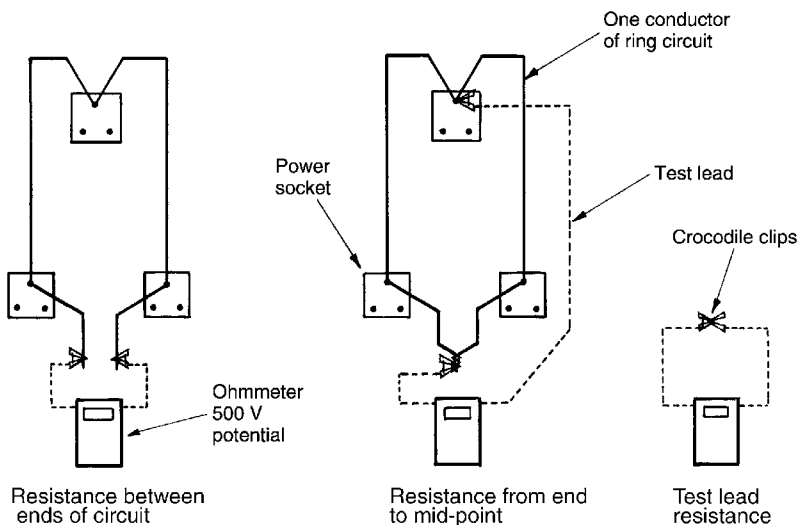 One conductor
of ring circuit
Power
socket
Test lead
Crocodile clips
Ohmmeter
500 V
potential
Resistance between
ends of circuit
Resistance from end
to mid-point
Test lead
resistance